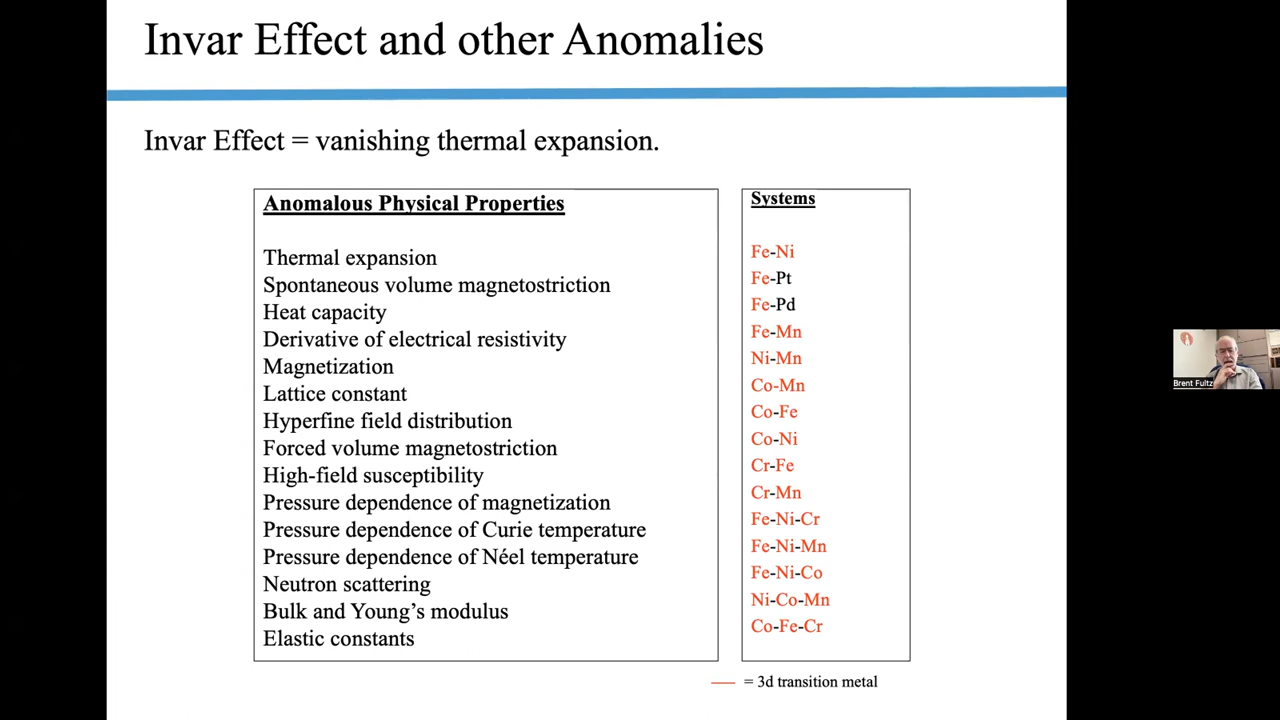 Invar Effect and other Anomalies
Invar Effect = vanishing thermal expansion.
Anomalous Physical Properties
Thermal expansion
Spontaneous volume magnetostriction
Heat capacity
Derivative of electrical resistivity
Magnetization
Lattice constant
Hyperfine field distribution
Forced volume magnetostriction
High-field susceptibility
Pressure dependence of magnetization
Pressure dependence of Curie temperature
Pressure dependence of Néel temperature
Neutron scattering
Bulk and Young’s modulus
Elastic constants
Systems
Fe-Ni
Fe-Pt
Fe-Pd
Fe-Mn
Ni-Mn
Co-Mn
Co-Fe
Co-Ni
Cr-Fe
Cr-Mn
Fe-Ni-Cr
Fe-Ni-Mn
Fe-Ni-Co
Ni-Co-Mn
Co-Fe-Cr
= 3d transition metal
Brent Fultz